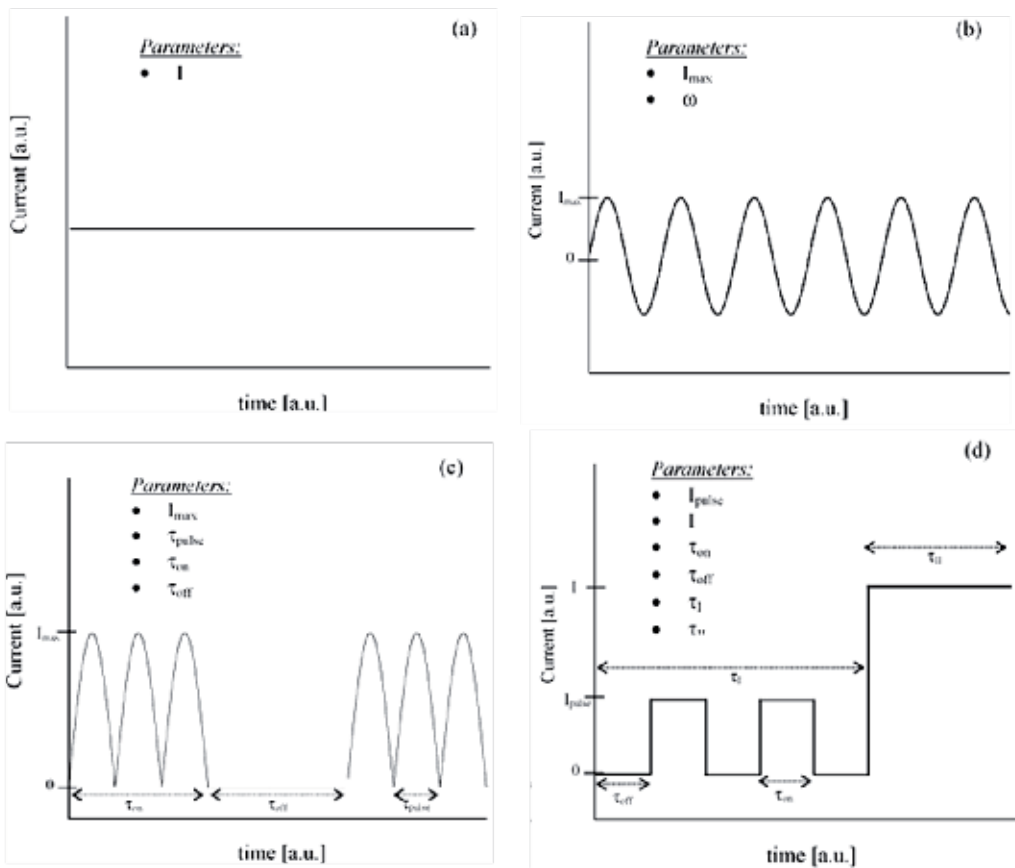 (a)
Parameters:
• I
Current [a.u.]
time [a.u.]
(b)
Parameters:
• Imax
• ω
Current [a.u.]
Imax
0
time [a.u.]
(c)
Parameters:
• Imax
• τpulse
• τon
• τoff
Current [a.u.]
Imax
0
τon
τoff
τpulse
time [a.u.]
(d)
Parameters:
• Ipulse
• I
• τon
• τoff
• τI
• τII
Current [a.u.]
I
Ipulse
0
τII
τI
τoff
τon
time [a.u.]